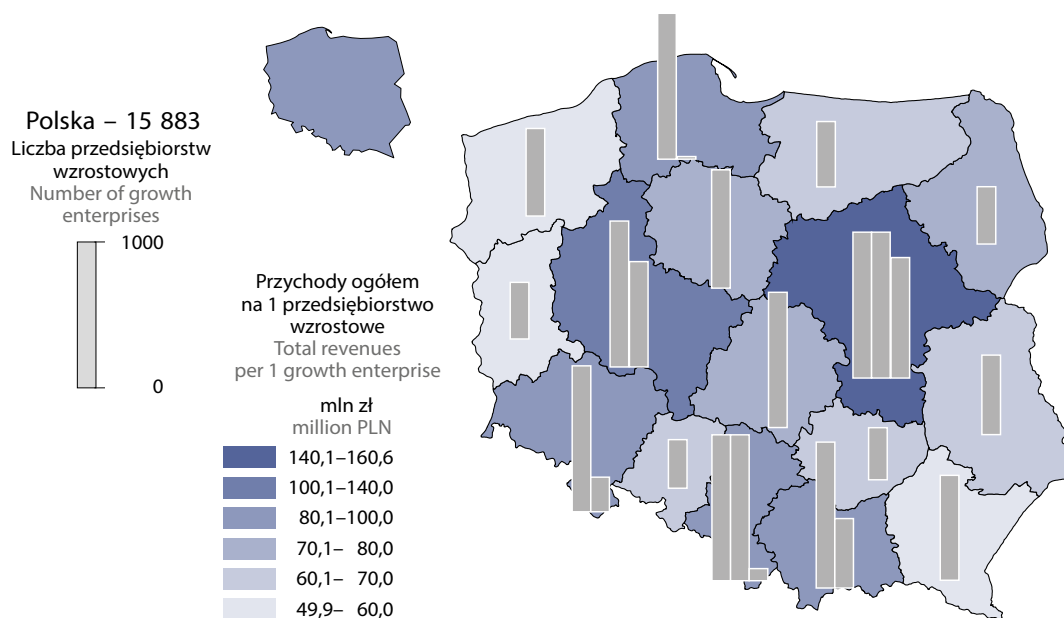 Polska – 15 883
Liczba przedsiębiorstw
wzrostowych
Number of growth
enterprises
1000
0
Przychody ogółem
na 1 przedsiębiorstwo
wzrostowe
Total revenues
per 1 growth enterprise
mln zł
million PLN
140,1–160,6
100,1–140,0
80,1–100,0
70,1– 80,0
60,1– 70,0
49,9– 60,0